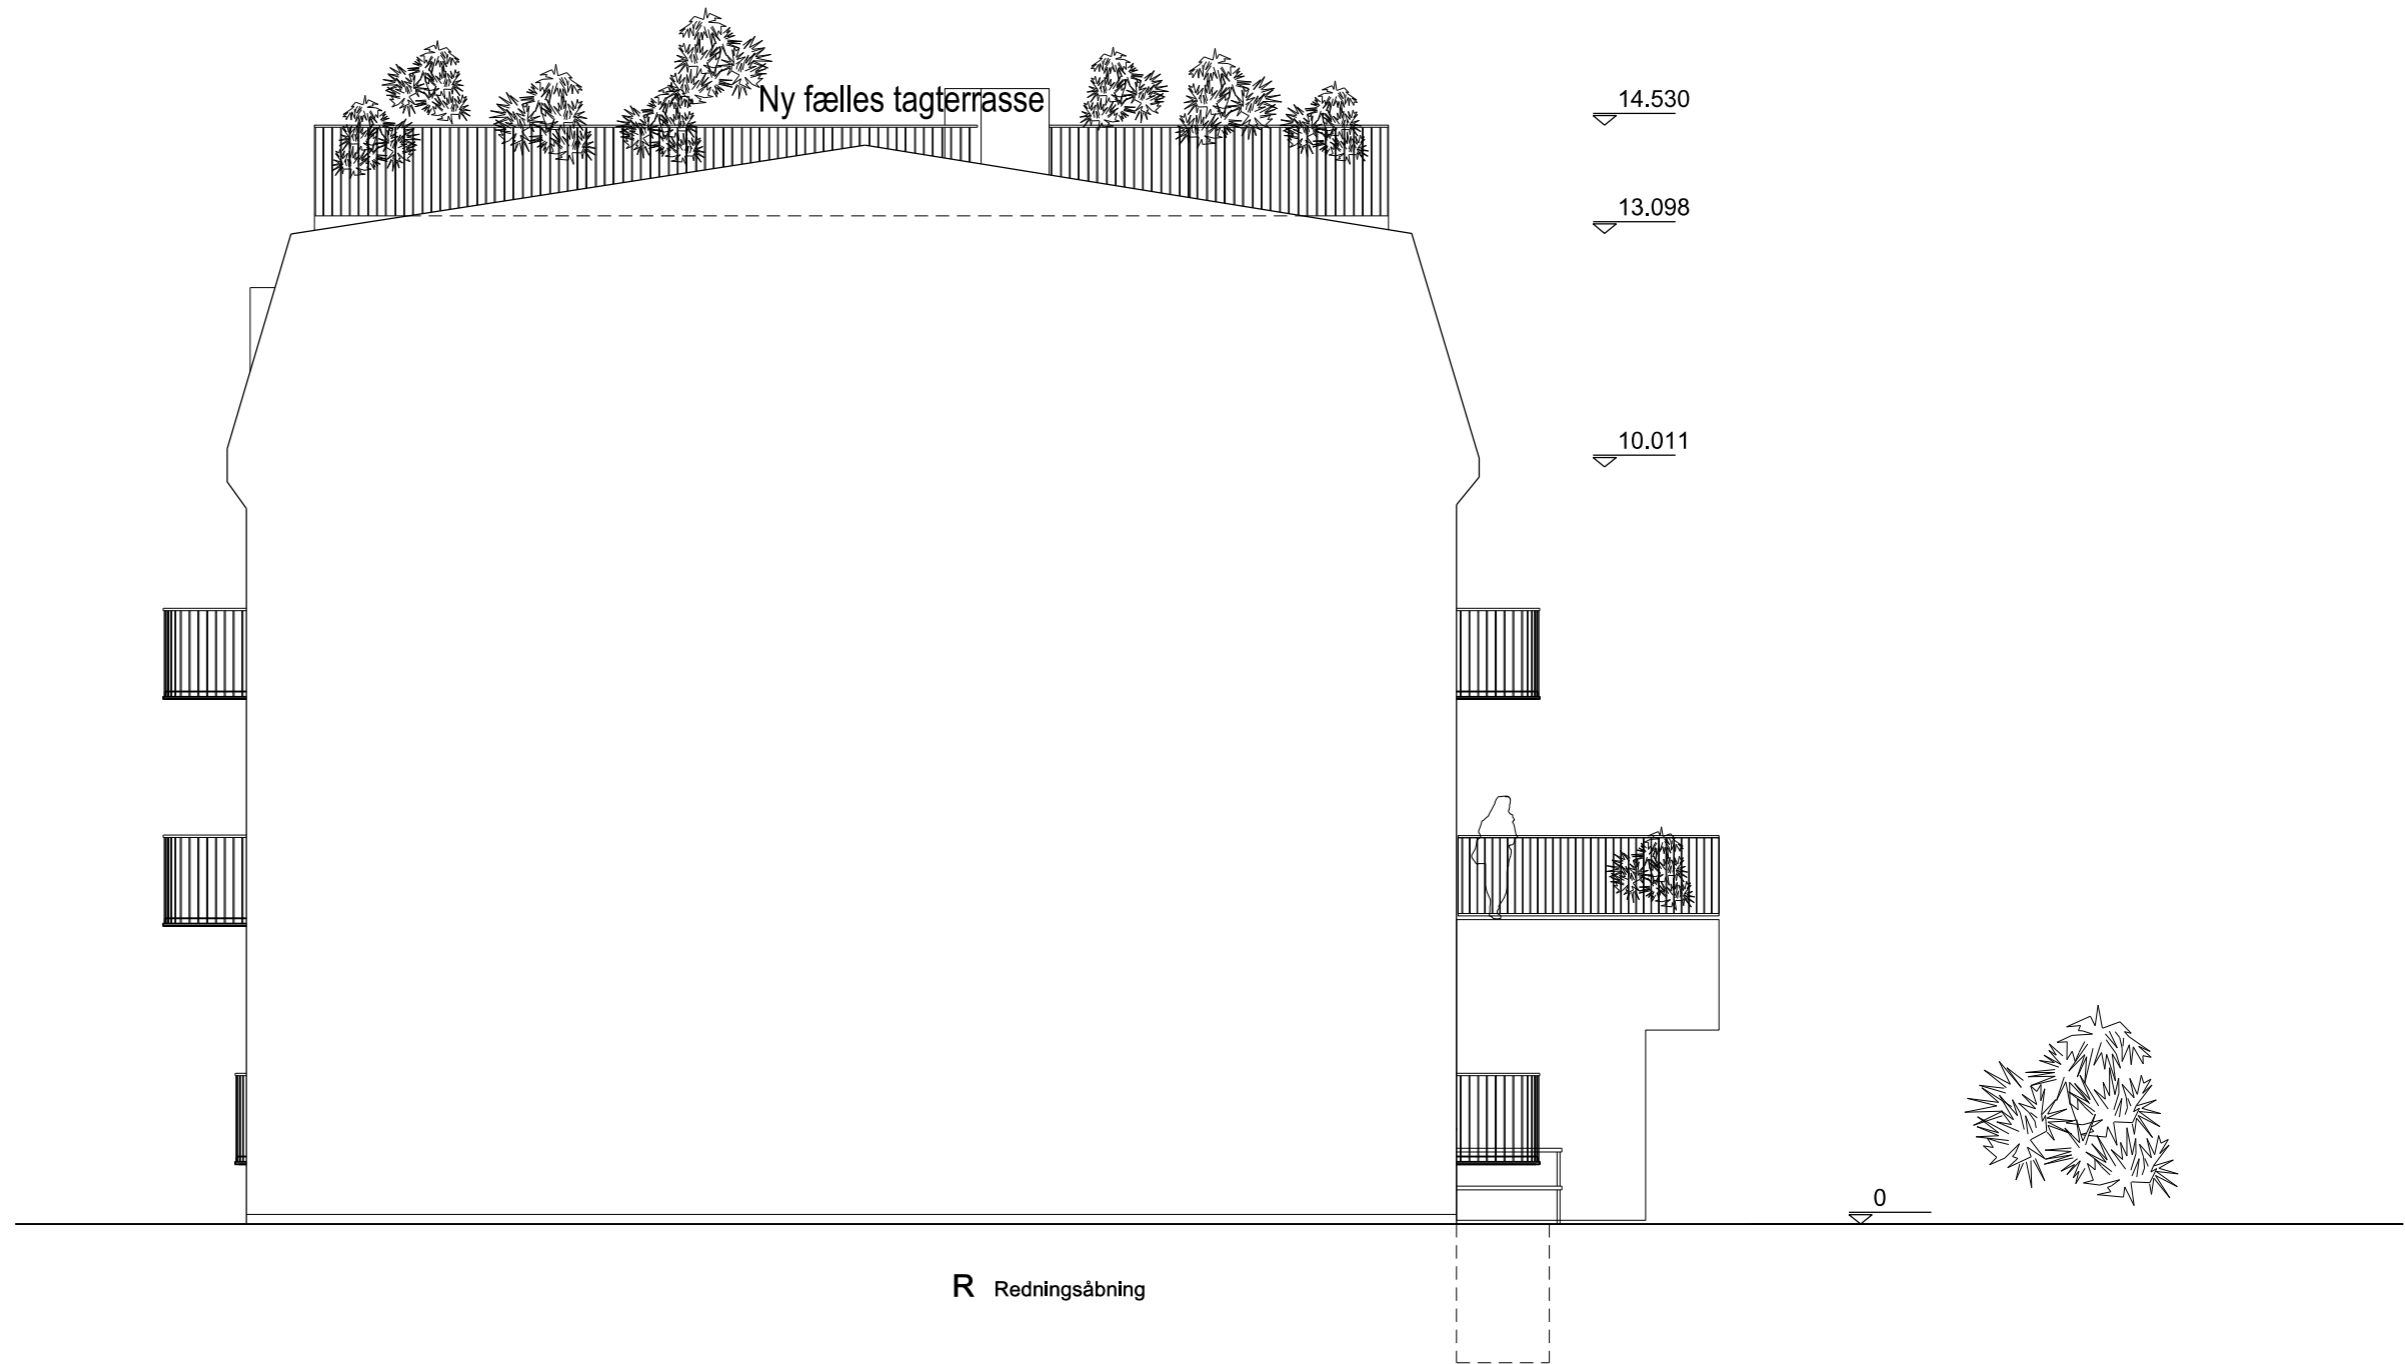 Ny fælles tagterrasse
14.530
13.098
10.011
0
R Redningsåbning